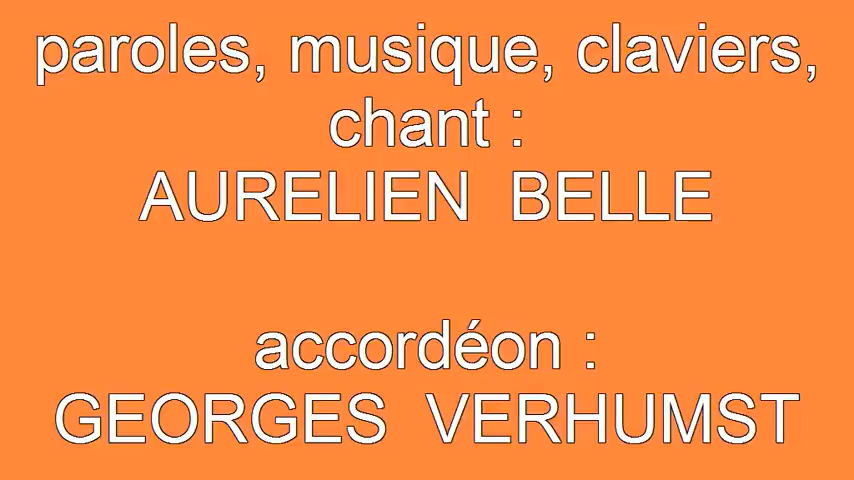 paroles, musique, claviers,
chant :
AURELIEN BELLE
accordéon :
GEORGES VERHUMST